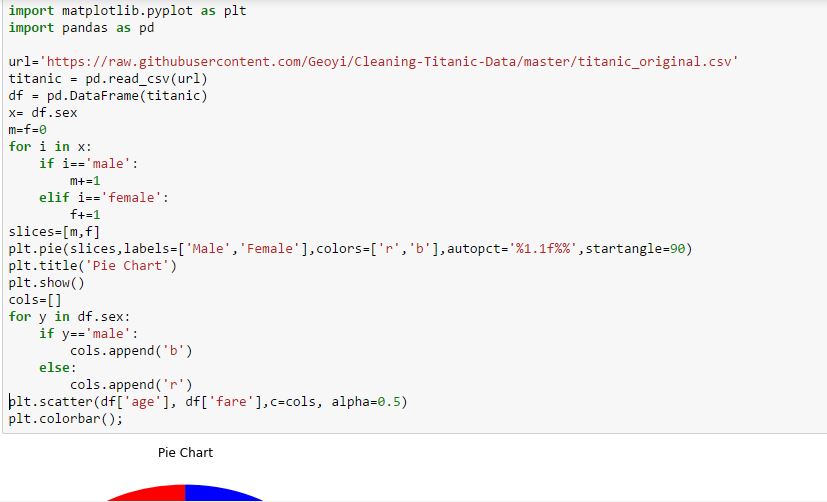 import matplotlib.pyplot as plt
import pandas as pd
url='https://raw.githubusercontent.com/Geoyi/Cleaning-Titanic-Data/master/titanic_original.csv'
titanic = pd.read_csv(url)
df = pd.DataFrame(titanic)
x= df.sex
m=f=0
for i in x:
    if i=='male':
        m+=1
    elif i=='female':
        f+=1
slices=[m,f]
plt.pie(slices,labels=['Male','Female'],colors=['r','b'],autopct='%1.1f%%',startangle=90)
plt.title('Pie Chart')
plt.show()
cols=[]
for y in df.sex:
    if y=='male':
        cols.append('b')
    else:
        cols.append('r')
plt.scatter(df['age'], df['fare'],c=cols, alpha=0.5)
plt.colorbar();
Pie Chart